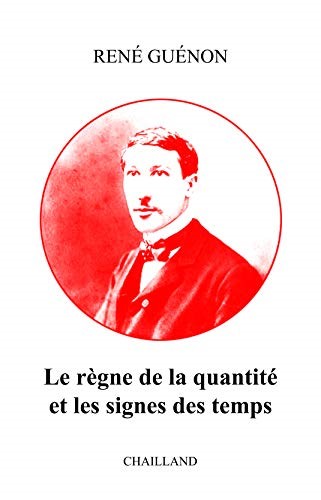 RENÉ GUÉNON
Le règne de la quantité
et les signes des temps
CHAILLAND